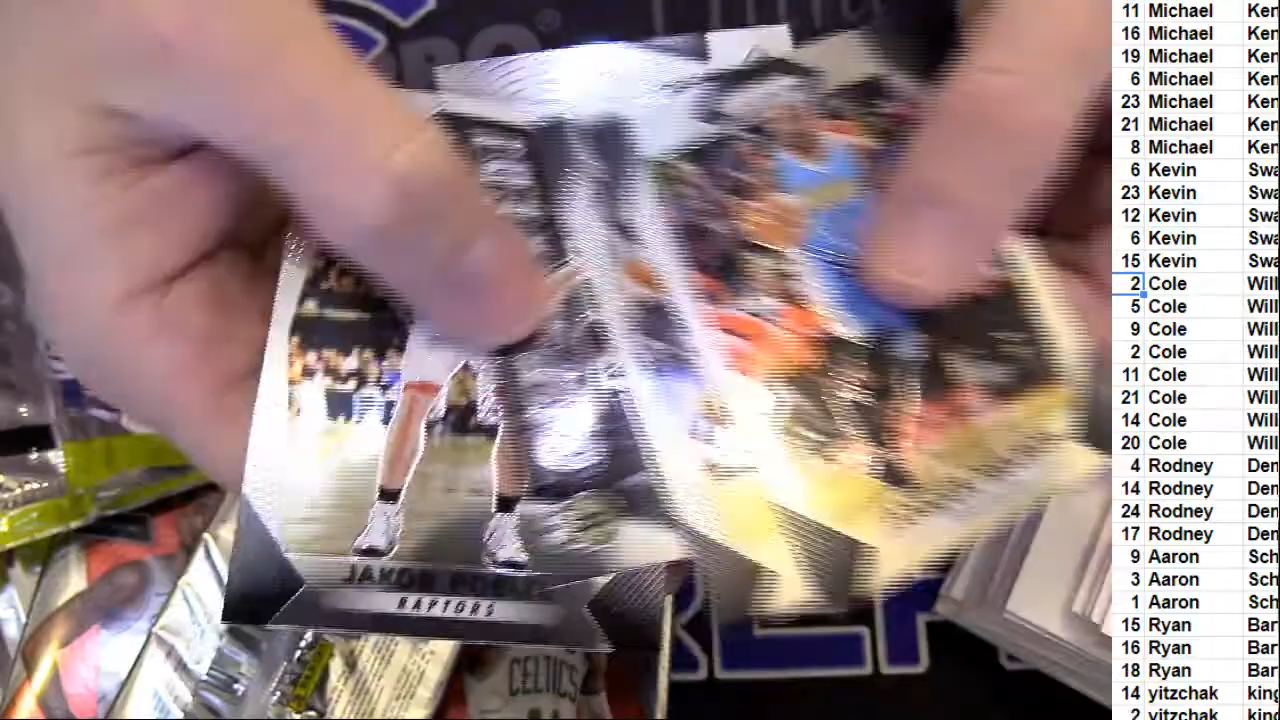 11 Michael Ken
16 Michael Ken
19 Michael Ken
6 Michael Ken
23 Michael Ken
21 Michael Ken
8 Michael Ken
6 Kevin Swa
23 Kevin Swa
12 Kevin Swa
6 Kevin Swa
15 Kevin Swa
2 Cole Will
5 Cole Will
9 Cole Will
2 Cole Will
11 Cole Will
21 Cole Will
14 Cole Will
20 Cole Will
4 Rodney Den
14 Rodney Den
24 Rodney Den
17 Rodney Den
9 Aaron Sch
3 Aaron Sch
1 Aaron Sch
15 Ryan Bar
16 Ryan Bar
18 Ryan Bar
14 yitzchak king
2 yitzchak king
JAKOB
RAPTORS
CELTICS